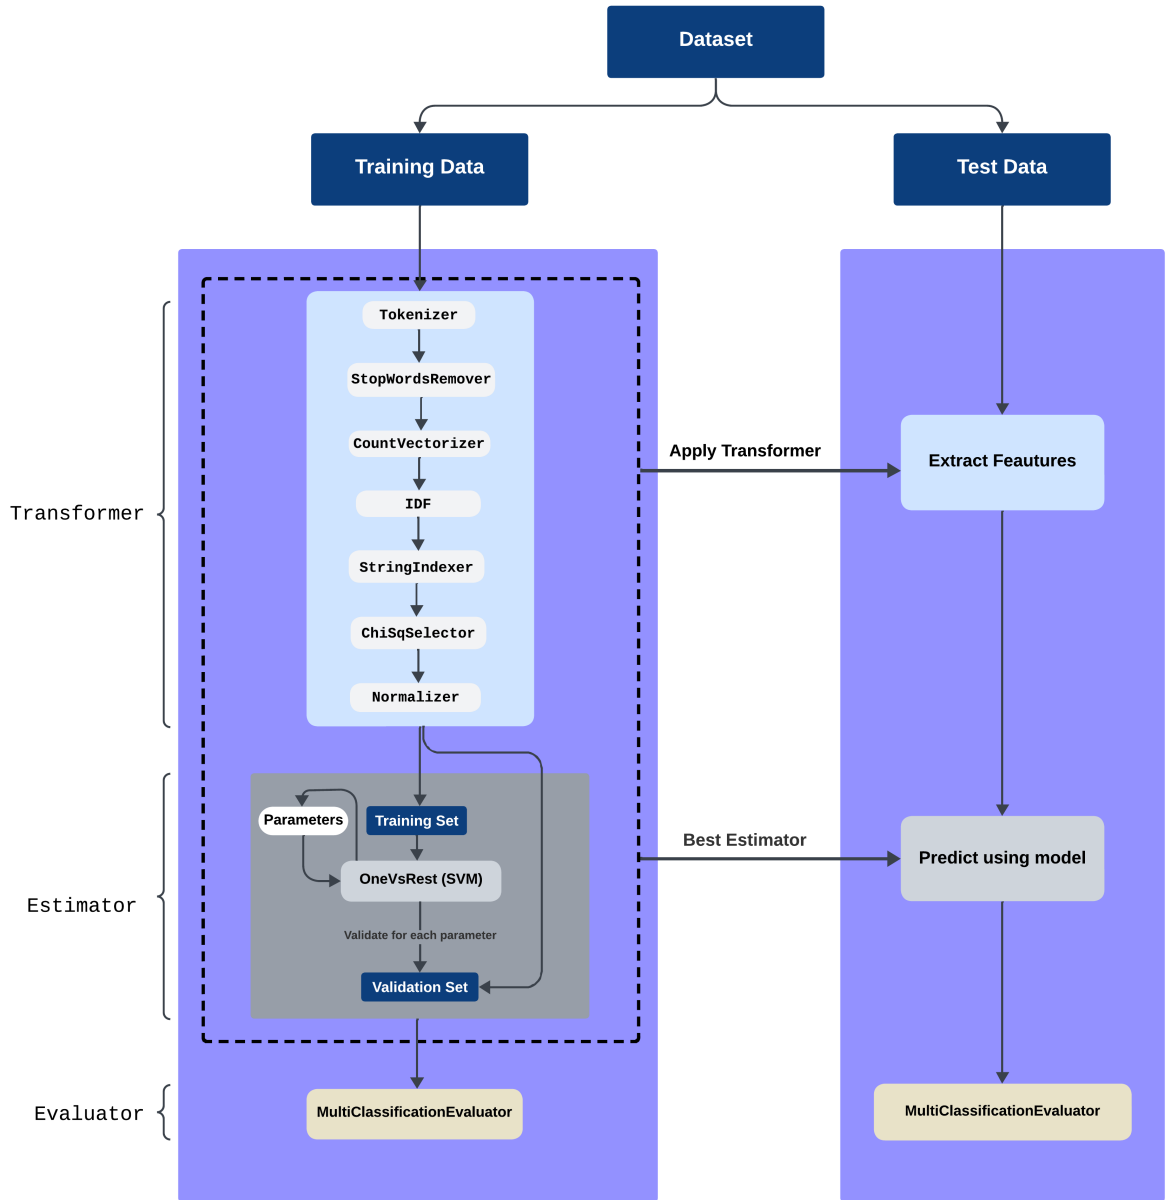 Dataset
Training Data
Test Data
Transformer
Tokenizer
StopWordsRemover
CountVectorizer
IDF
StringIndexer
ChiSqSelector
Normalizer
Apply Transformer
Extract Feautures
Estimator
Parameters
Training Set
OneVsRest (SVM)
Validate for each parameter
Validation Set
Best Estimator
Predict using model
Evaluator
MultiClassificationEvaluator
MultiClassificationEvaluator